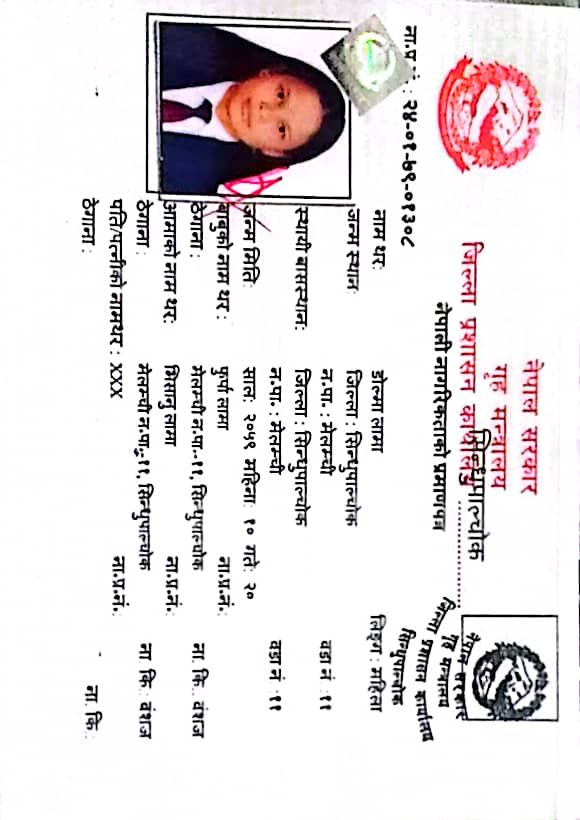 नेपाल सरकार
गृह मन्त्रालय
जिल्ला प्रशासन कार्यालय, सिन्धुपाल्चोक
नेपाली नागरिकताको प्रमाणपत्र
नेपाल सरकार
गृह मन्त्रालय
जिल्ला प्रशासन कार्यालय
सिन्धुपाल्चोक
ना.प्र.नं.: २४-०१-७९-०१३०८
नाम थर: डोल्मा लामा लिङ्ग : महिला
जन्म स्थान: जिल्ला : सिन्धुपाल्चोक
न.पा. : मेलम्ची वडा नं : ११
स्थायी बासस्थान: जिल्ला : सिन्धुपाल्चोक
न.पा. : मेलम्ची वडा नं : ११
जन्म मिति: साल: २०५९ महिना: १० गते: २०
बाबुको नाम थर : पुर्णा लामा ना.प्र.नं.:
ठेगाना : मेलम्ची न.पा.-११, सिन्धुपाल्चोक ना. कि: वंशज
आमाको नाम थर: मिसानु लामा ना.प्र.नं.:
ठेगाना : मेलम्ची न.पा.-११, सिन्धुपाल्चोक ना. कि: वंशज
पति/पत्नीको नामथर : XXX ना.प्र.नं.:
ठेगाना : ना. कि :